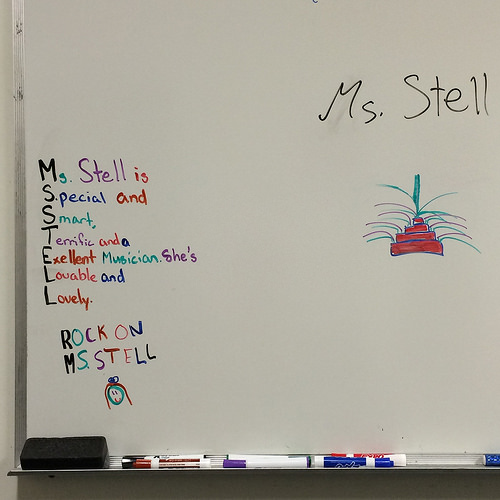 Ms. Stell
Ms. Stell is
S.pecial and
Smart,
Terrific and a
Exellent Musician. She's
Lovable and
Lovely.
ROCK ON
MS. STELL